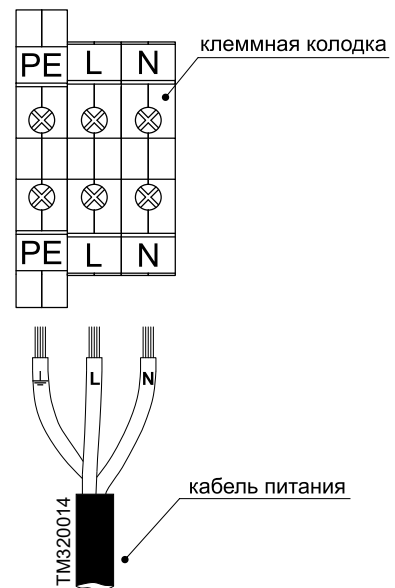 клеммная колодка
PE L N
PE L N
L N
кабель питания
TM320014